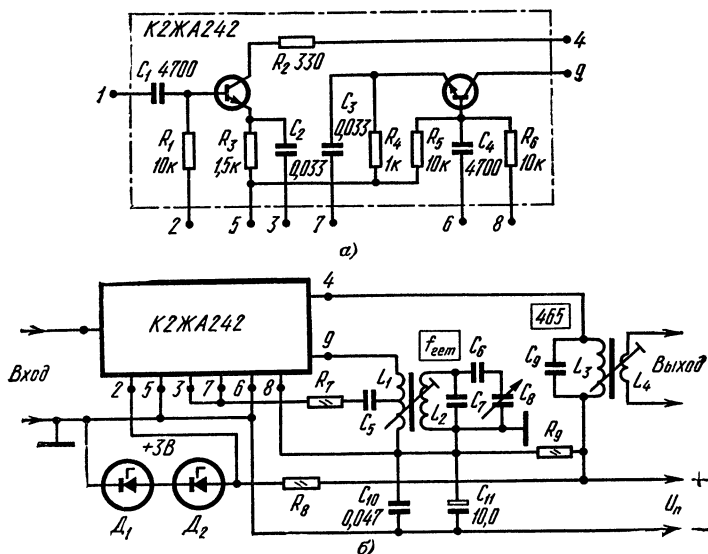 К2ЖА242
C1 4700
R2 330
4
9
1
R1 10к
R3 1,5к
C2 0,033
C3 0,033
R4 1к
R5 10к
C4 4700
R6 10к
2 5 3 7 6 8
а)
К2ЖА242
4
9
Вход
2 5 3 7 6 8
R7
C5
L1
fгет
L2
C6
C7
C8
465
C9
L3
L4
Выход
+3В
Д1
Д2
R8
R9
C10 0,047
C11 10,0
Uп
+
−
б)